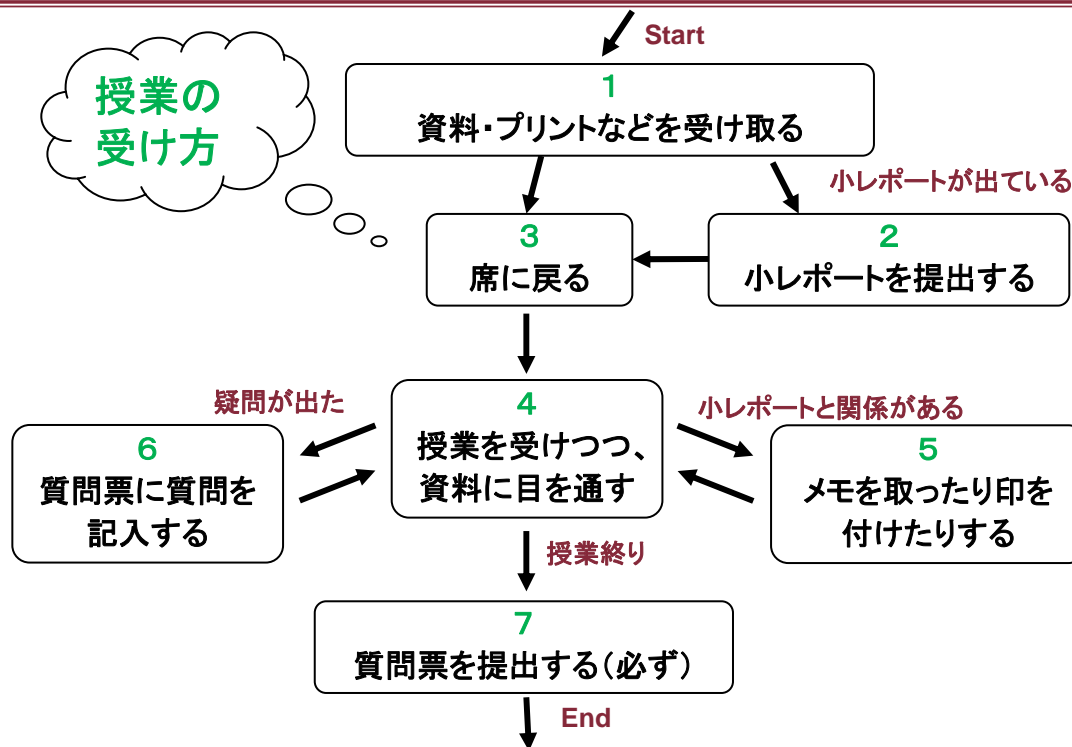 Start
授業の
受け方
1
資料・プリントなどを受け取る
小レポートが出ている
3
席に戻る
2
小レポートを提出する
疑問が出た
4
授業を受けつつ、
資料に目を通す
小レポートと関係がある
6
質問票に質問を
記入する
5
メモを取ったり印を
付けたりする
授業終り
7
質問票を提出する(必ず)
End